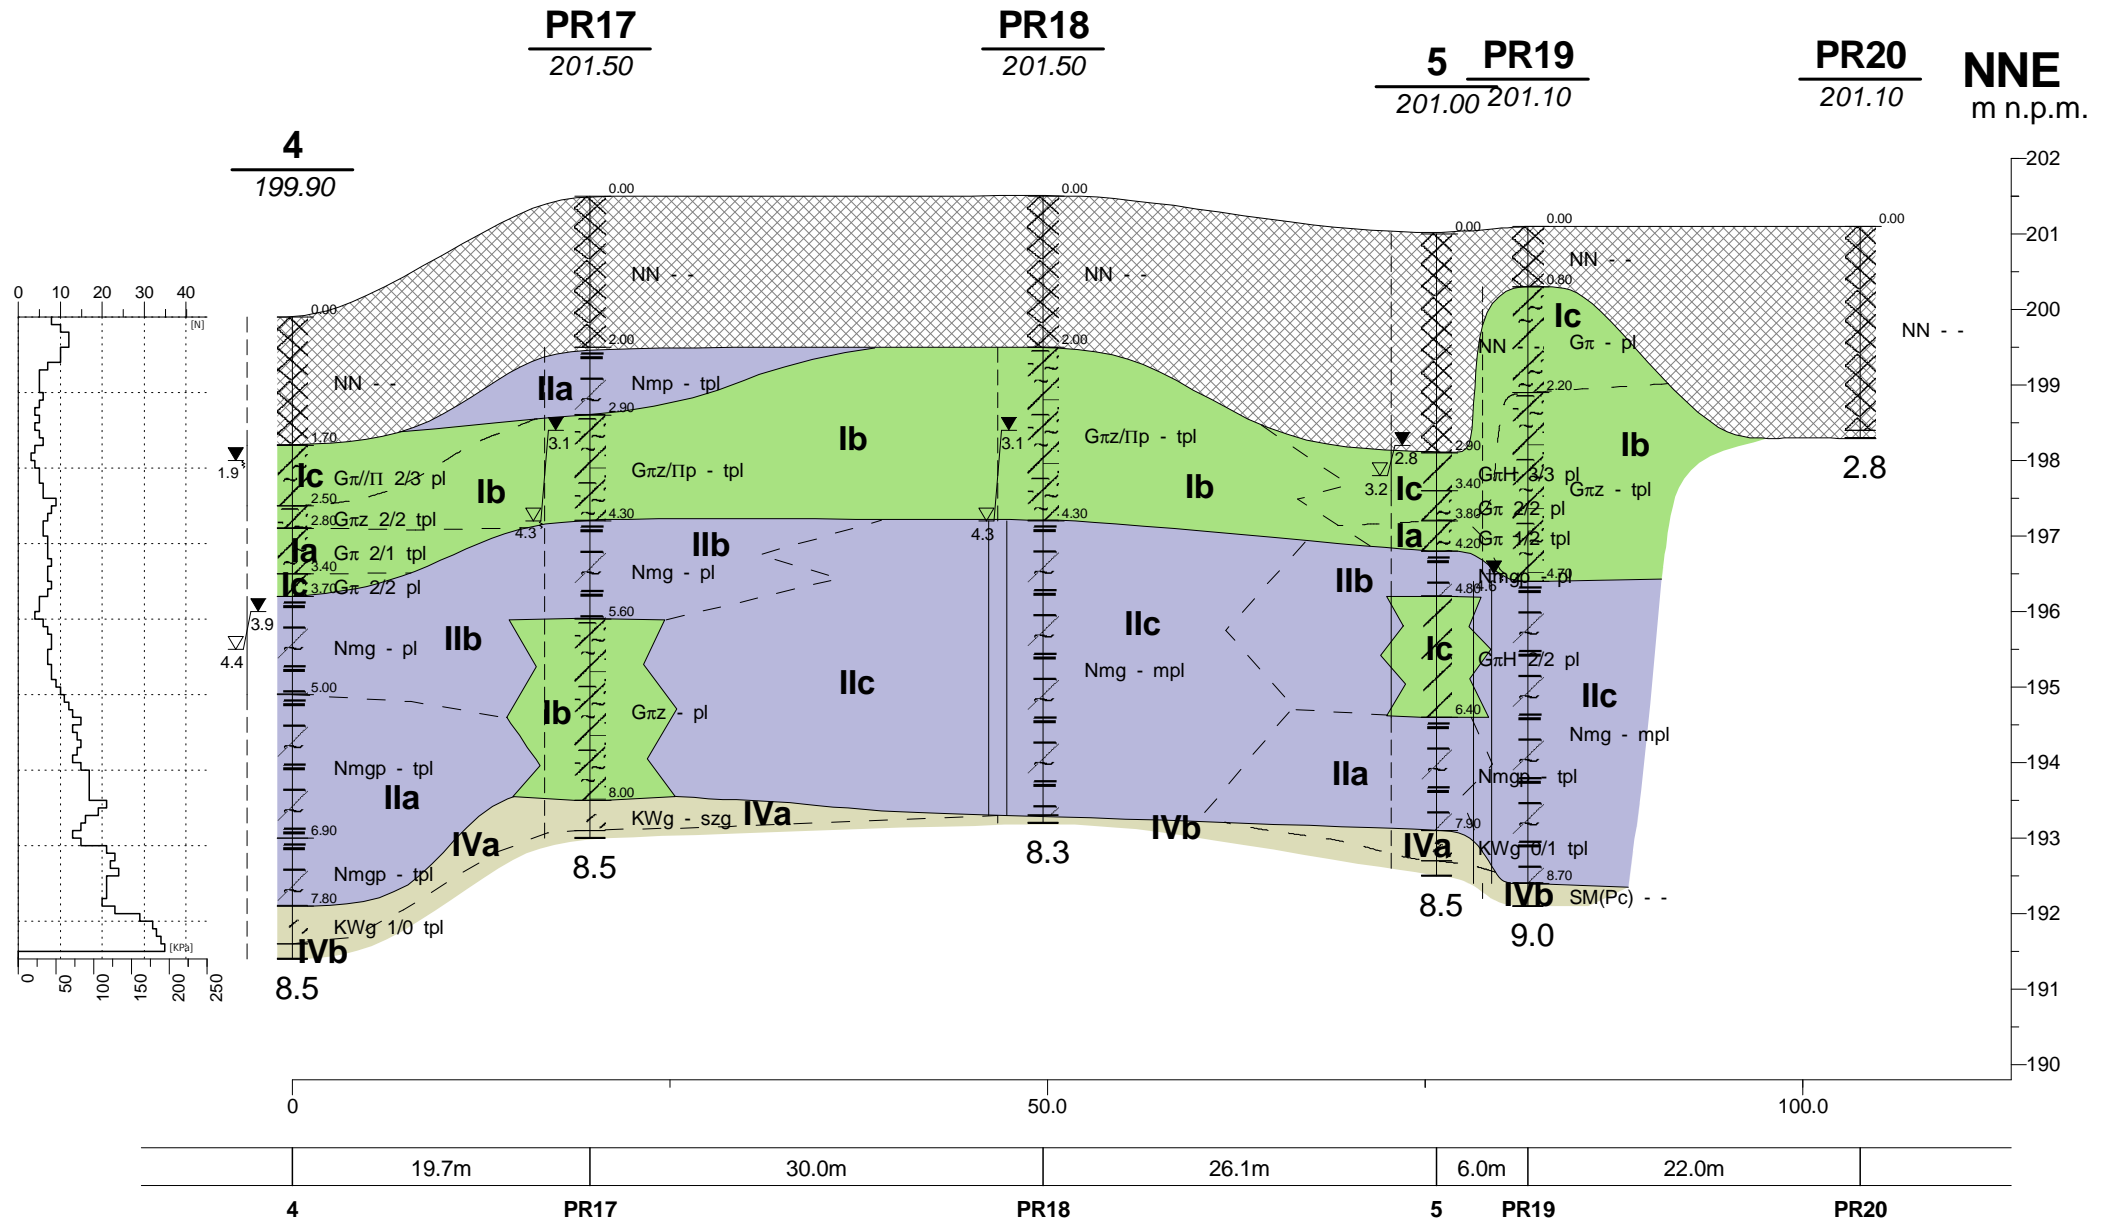 PR17
201.50
PR18
201.50
5
201.00
PR19
201.10
PR20
201.10
NNE
m n.p.m.
4
199.90
202
201
200
199
198
197
196
195
194
193
192
191
190
0 10 20 30 40
[N]
[KPa]
0 50 100 150 200 250
1.9
3.9
4.4
0.00
NN - -
1.70
Ic
Gπ//Π 2/3 pl
2.50
Gπz 2/2 tpl
2.80
Ia
Gπ 2/1 tpl
3.40
Ic
3.70
Gπ 2/2 pl
Nmg - pl
IIb
5.00
Nmgp - tpl
IIa
6.90
Nmgp - tpl
7.80
KWg 1/0 tpl
IVb
8.5
Ib
IVa
0.00
NN - -
2.00
IIa
Nmp - tpl
2.90
3.1
Gπz/Πp - tpl
Ib
4.3
4.30
IIb
Nmg - pl
5.60
Ib
Gπz - pl
IIc
8.00
KWg - szg
IVa
8.5
0.00
NN - -
2.00
3.1
Gπz/Πp - tpl
Ib
4.3
4.30
IIc
Nmg - mpl
IVb
8.3
0.00
NN - -
2.90
2.8
3.2
Ic
GπH 3/3 pl
3.40
Gπ 2/2 pl
3.80
Ia
Gπ 1/2 tpl
4.20
IIb
Nmgp - pl
4.80
Ic
GπH 2/2 pl
6.40
IIa
Nmgp - tpl
7.90
IVa
KWg 0/1 tpl
8.5
0.00
NN - -
0.80
Ic
Gπ - pl
2.20
Ib
Gπz - tpl
4.6
4.70
IIc
Nmg - mpl
8.70
IVb
SM(Pc) - -
9.0
0.00
NN - -
2.8
0 50.0 100.0
19.7m 30.0m 26.1m 6.0m 22.0m
4 PR17 PR18 5 PR19 PR20